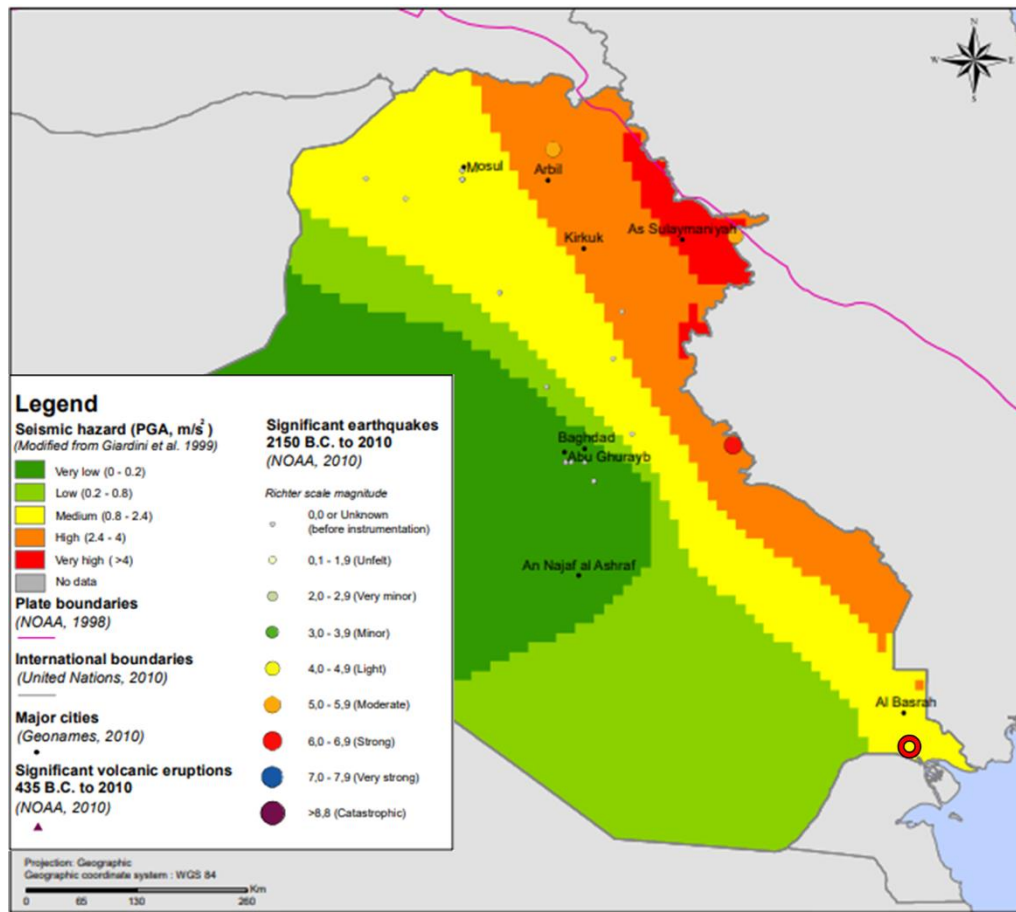 N
W
E
S
Mosul
Arbil
Kirkuk
As Sulaymaniyah
Baghdad
Abu Ghurayb
An Najaf al Ashraf
Al Basrah
Legend
Seismic hazard (PGA, m/s²)
(Modified from Giardini et al. 1999)
Very low (0 - 0.2)
Low (0.2 - 0.8)
Medium (0.8 - 2.4)
High (2.4 - 4)
Very high ( >4)
No data
Plate boundaries
(NOAA, 1998)
International boundaries
(United Nations, 2010)
Major cities
(Geonames, 2010)
Significant volcanic eruptions
435 B.C. to 2010
(NOAA, 2010)
Significant earthquakes
2150 B.C. to 2010
(NOAA, 2010)
Richter scale magnitude
0,0 or Unknown
(before instrumentation)
0,1 - 1,9 (Unfelt)
2,0 - 2,9 (Very minor)
3,0 - 3,9 (Minor)
4,0 - 4,9 (Light)
5,0 - 5,9 (Moderate)
6,0 - 6,9 (Strong)
7,0 - 7,9 (Very strong)
>8,8 (Catastrophic)
Projection: Geographic
Geographic coordinate system : WGS 84
Km
0 65 130 260